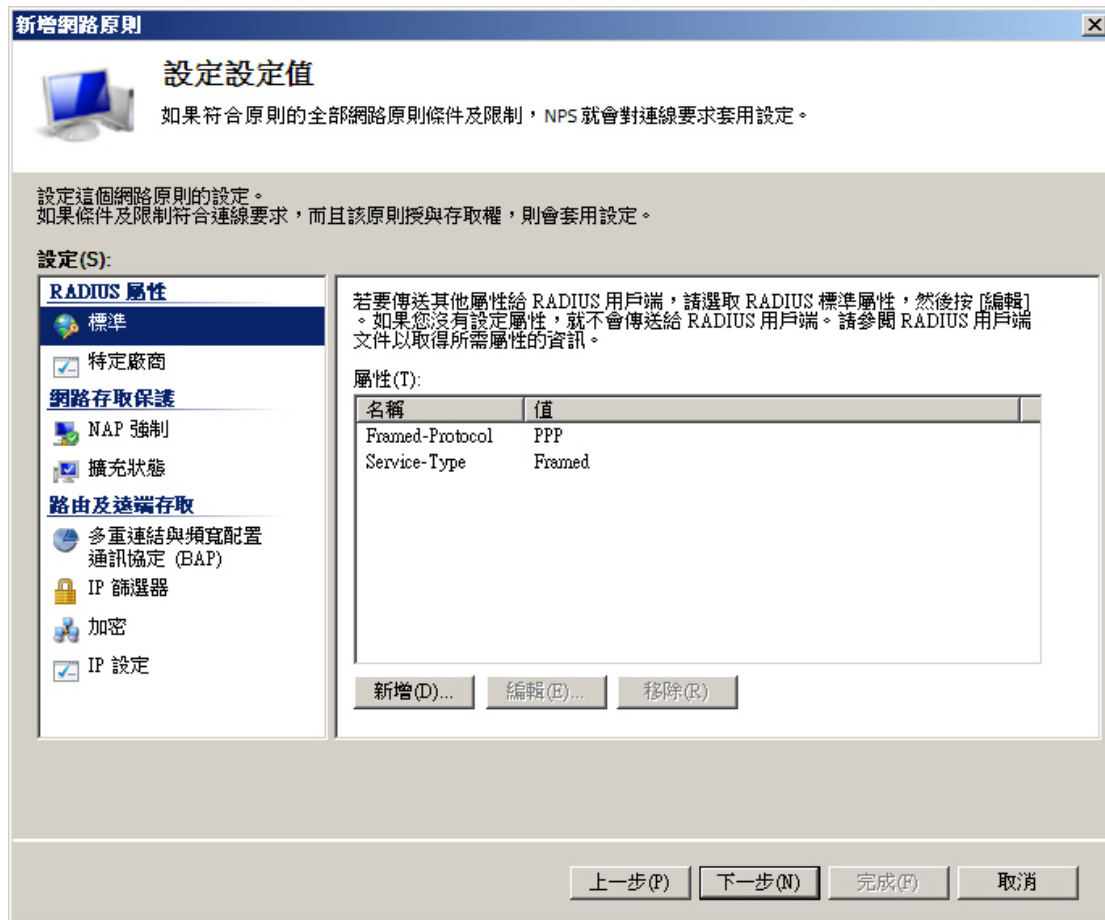 新增網路原則
設定設定值
如果符合原則的全部網路原則條件及限制，NPS 就會對連線要求套用設定。
設定這個網路原則的設定。
如果條件及限制符合連線要求，而且該原則授與存取權，則會套用設定。
設定(S):
RADIUS 屬性
標準
特定廠商
網路存取保護
NAP 強制
擴充狀態
路由及遠端存取
多重連結與頻寬配置
通訊協定 (BAP)
IP 篩選器
加密
IP 設定
若要傳送其他屬性給 RADIUS 用戶端，請選取 RADIUS 標準屬性，然後按 [編輯]
。如果您沒有設定屬性，就不會傳送給 RADIUS 用戶端。請參閱 RADIUS 用戶端
文件以取得所需屬性的資訊。
屬性(T):
名稱 值
Framed-Protocol PPP
Service-Type Framed
新增(D)... 編輯(E)... 移除(R)
上一步(P) 下一步(N) 完成(F) 取消